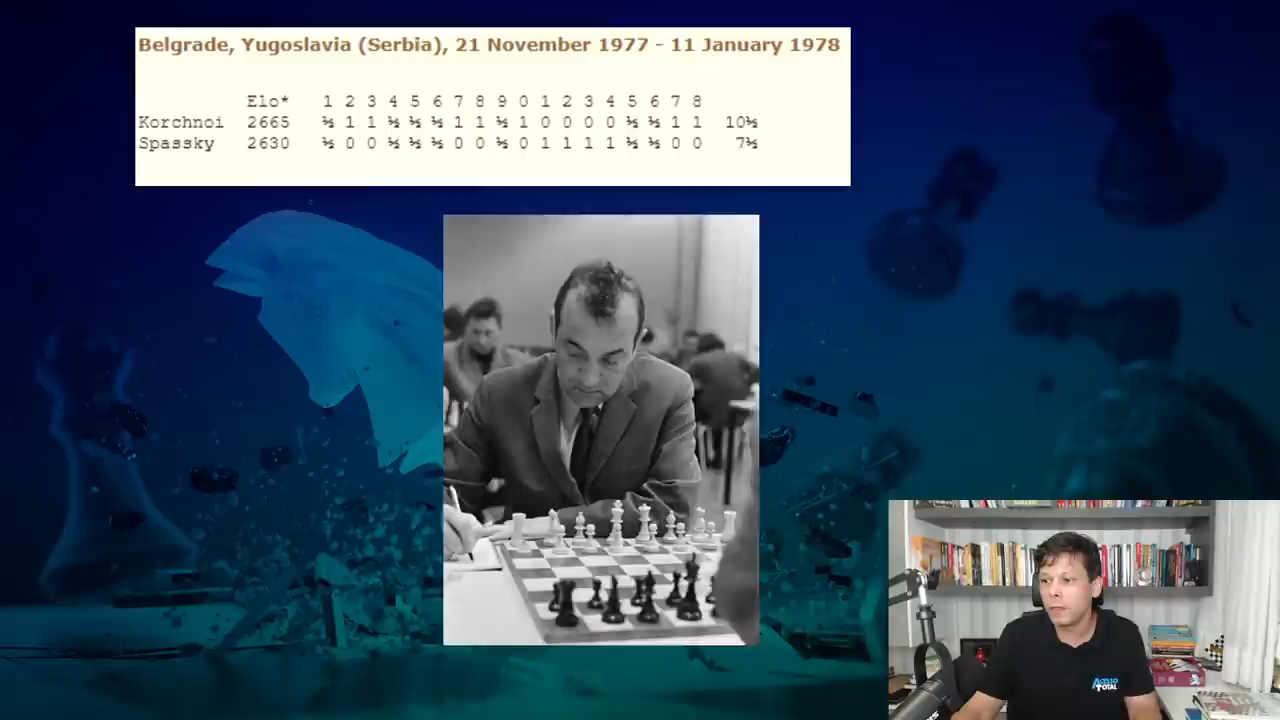 Belgrade, Yugoslavia (Serbia), 21 November 1977 - 11 January 1978
Elo* 1 2 3 4 5 6 7 8 9 0 1 2 3 4 5 6 7 8
Korchnoi 2665 ½ 1 1 ½ ½ ½ 1 1 ½ 1 0 0 0 0 ½ ½ 1 1 10½
Spassky 2630 ½ 0 0 ½ ½ ½ 0 0 ½ 0 1 1 1 1 ½ ½ 0 0 7½
TOTAL